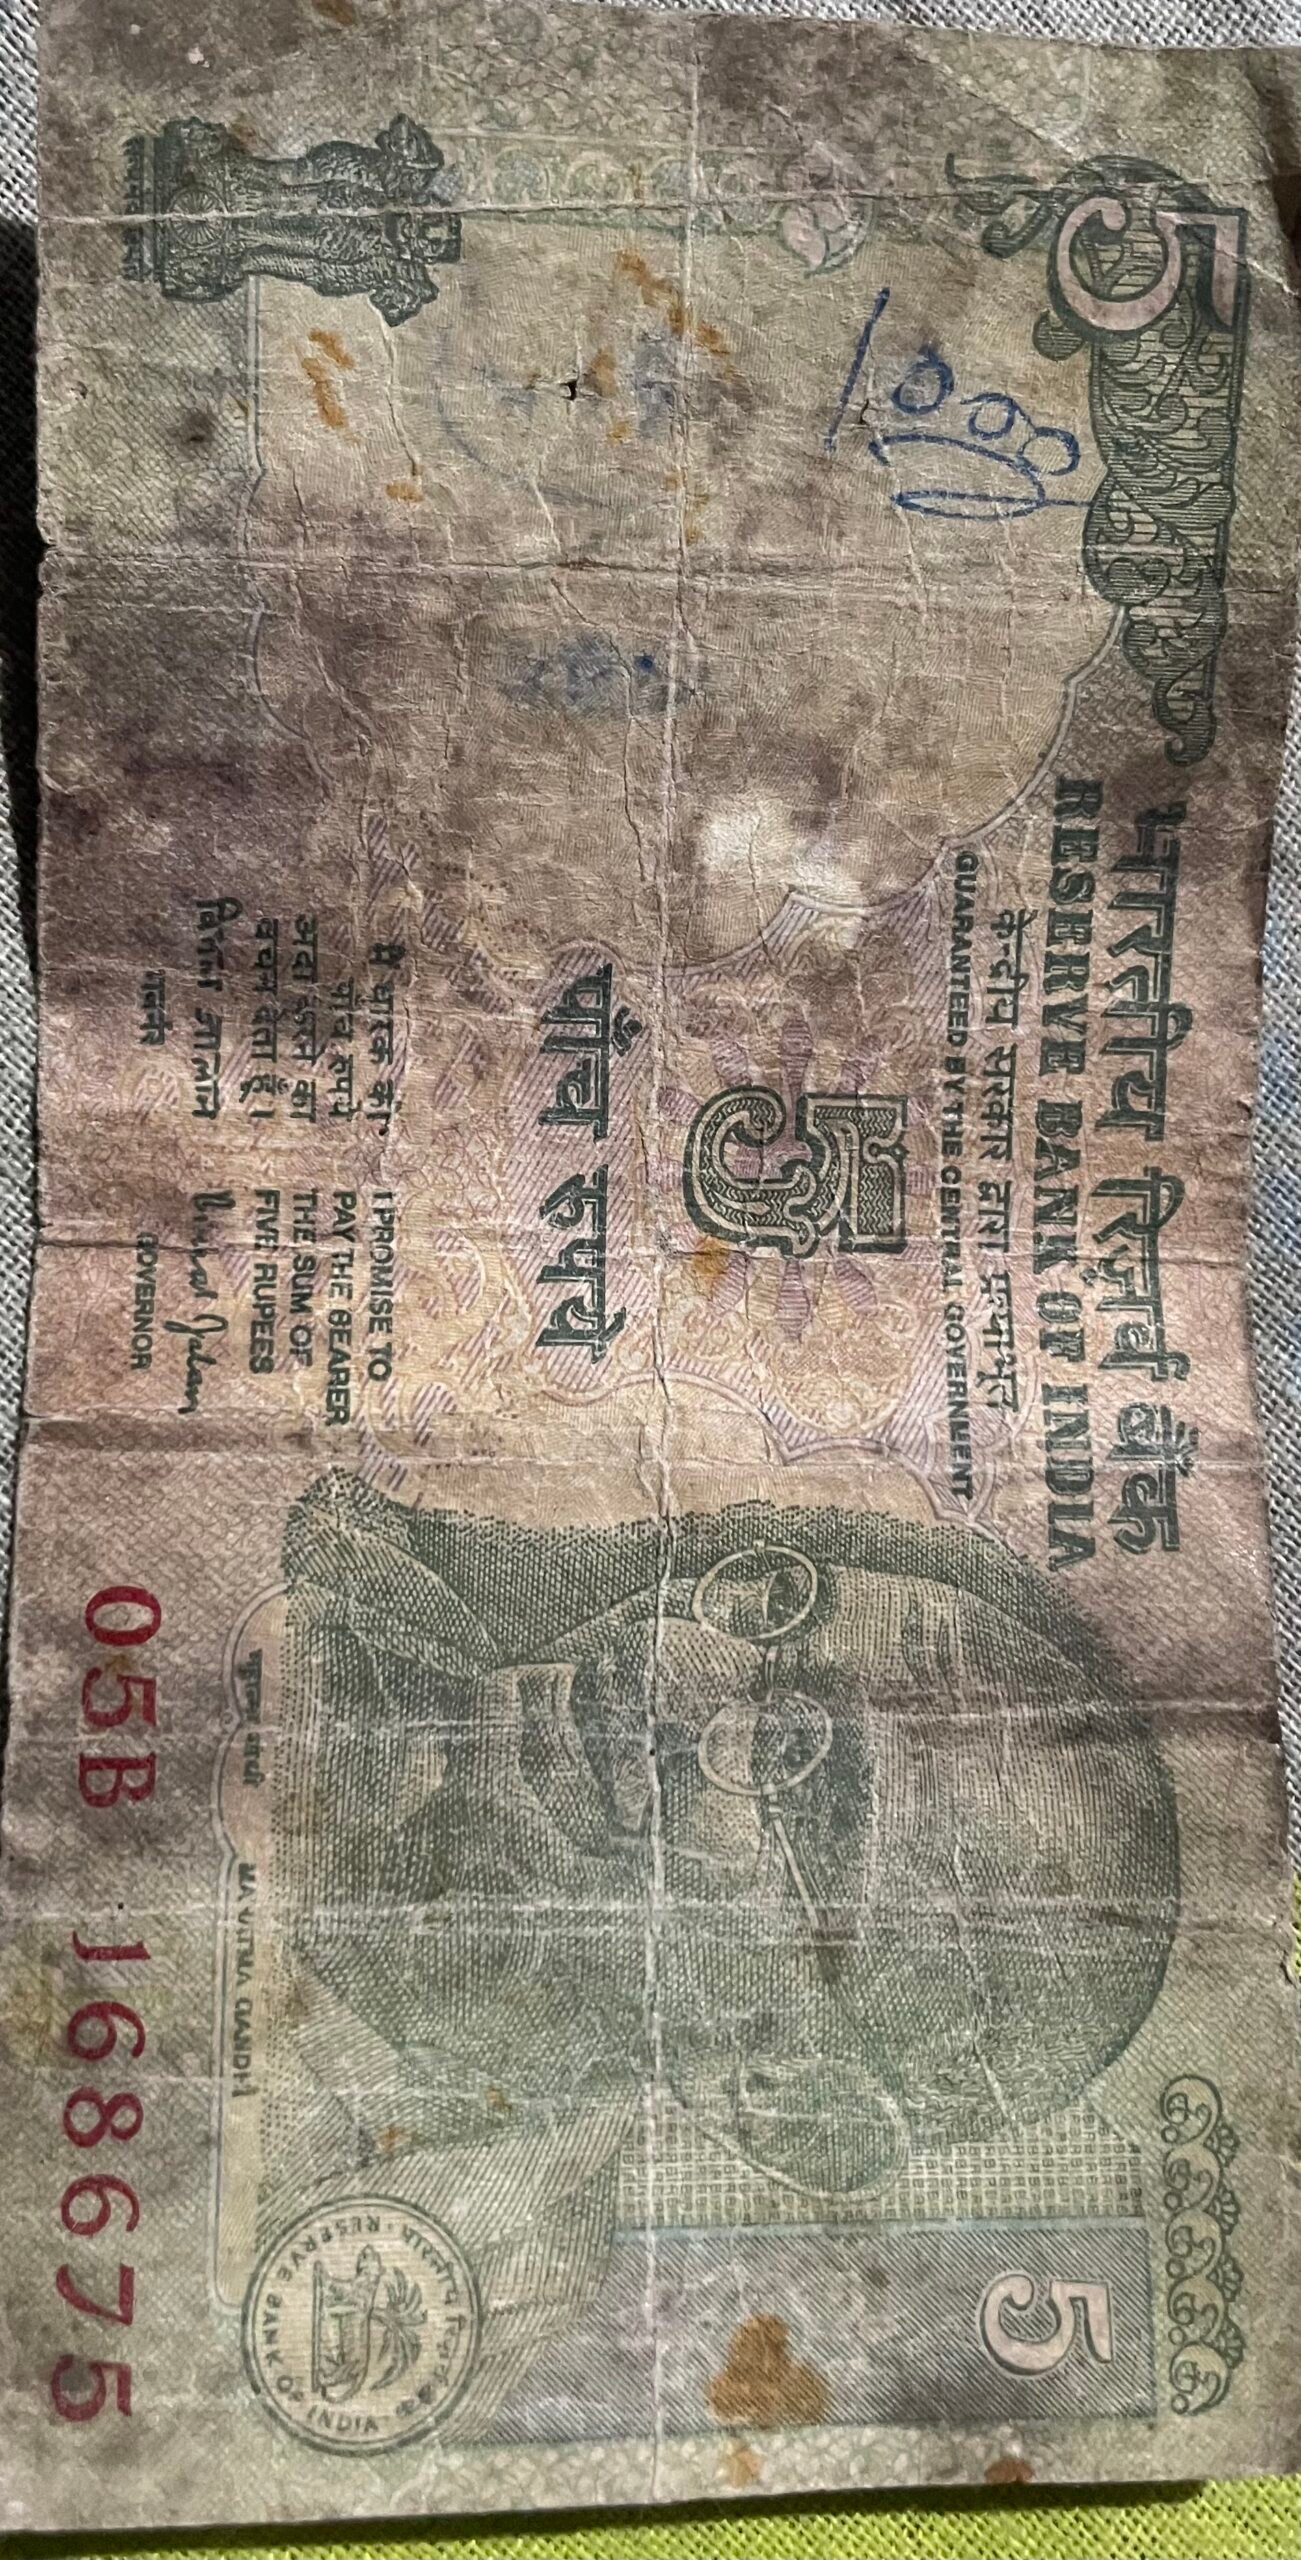 5
भारतीय रिज़र्व बैंक
RESERVE BANK OF INDIA
केन्द्रीय सरकार द्वारा प्रत्याभूत
GUARANTEED BY THE CENTRAL GOVERNMENT
5
5
पाँच रुपये
मैं धारक को
पांच रुपये
अदा करने का
वचन देता हूँ।
बिमल जालान
गवर्नर
I PROMISE TO
PAY THE BEARER
THE SUM OF
FIVE RUPEES
Bimal Jalan
GOVERNOR
MAHATMA GANDHI
RESERVE BANK OF INDIA
05B 168675